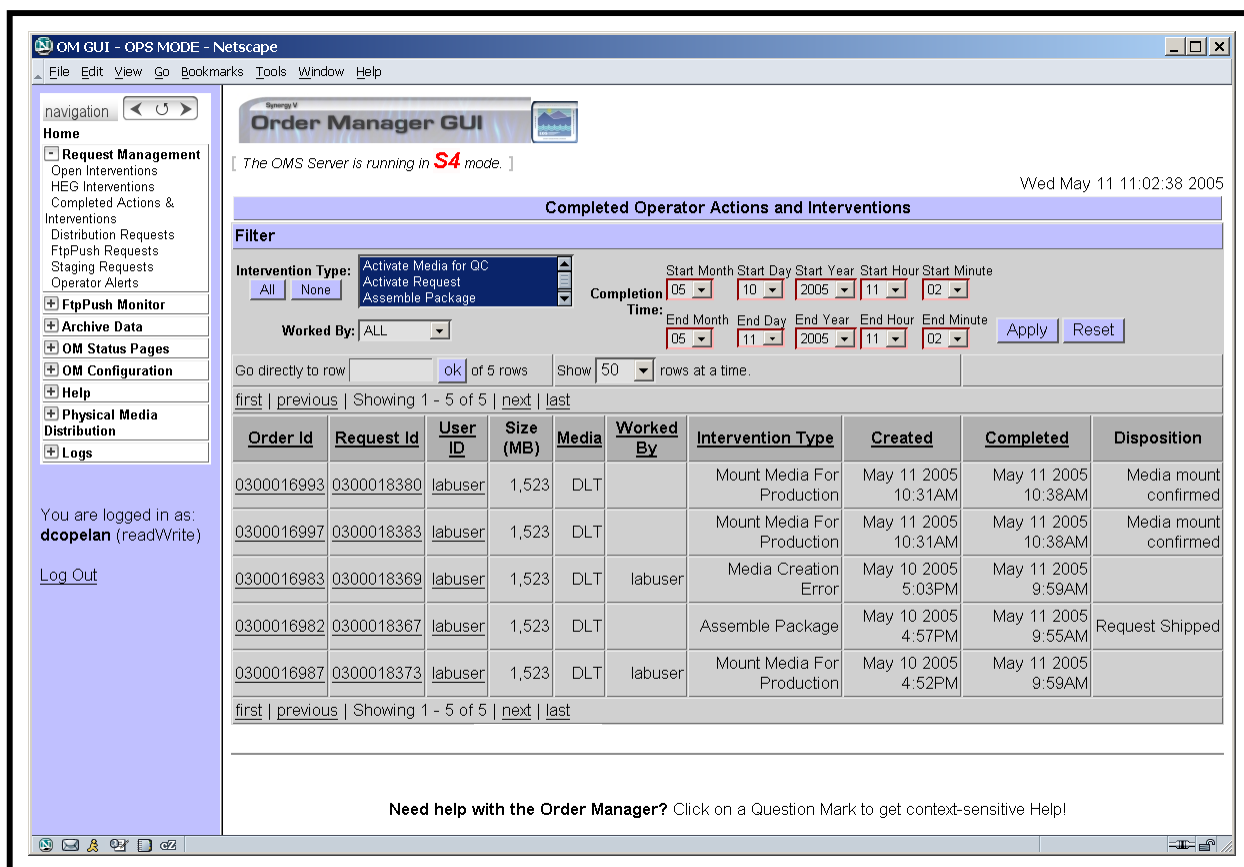 OM GUI - OPS MODE - Netscape
File Edit View Go Bookmarks Tools Window Help
navigation
Home
Request Management
Open Interventions
HEG Interventions
Completed Actions &
Interventions
Distribution Requests
FtpPush Requests
Staging Requests
Operator Alerts
FtpPush Monitor
Archive Data
OM Status Pages
OM Configuration
Help
Physical Media
Distribution
Logs
You are logged in as:
dcopelan (readWrite)
Log Out
Synergy V
Order Manager GUI
[ The OMS Server is running in S4 mode. ]
Wed May 11 11:02:38 2005
Completed Operator Actions and Interventions
Filter
Intervention Type:
All None
Activate Media for QC
Activate Request
Assemble Package
Worked By: ALL
Completion
Time:
Start Month Start Day Start Year Start Hour Start Minute
05 10 2005 11 02
End Month End Day End Year End Hour End Minute
05 11 2005 11 02
Apply Reset
Go directly to row ok of 5 rows Show 50 rows at a time.
first | previous | Showing 1 - 5 of 5 | next | last
Order Id Request Id User ID Size (MB) Media Worked By Intervention Type Created Completed Disposition
0300016993 0300018380 labuser 1,523 DLT Mount Media For Production May 11 2005 10:31AM May 11 2005 10:38AM Media mount confirmed
0300016997 0300018383 labuser 1,523 DLT Mount Media For Production May 11 2005 10:31AM May 11 2005 10:38AM Media mount confirmed
0300016983 0300018369 labuser 1,523 DLT labuser Media Creation Error May 10 2005 5:03PM May 11 2005 9:59AM
0300016982 0300018367 labuser 1,523 DLT Assemble Package May 10 2005 4:57PM May 11 2005 9:55AM Request Shipped
0300016987 0300018373 labuser 1,523 DLT labuser Mount Media For Production May 10 2005 4:52PM May 11 2005 9:59AM
first | previous | Showing 1 - 5 of 5 | next | last
Need help with the Order Manager? Click on a Question Mark to get context-sensitive Help!